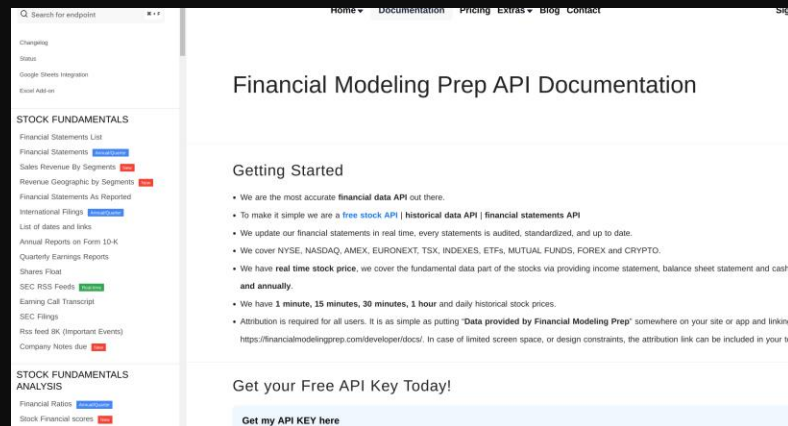 Search for endpoint
⌘ + F
Home Documentation Pricing Extras Blog Contact
Changelog
Status
Google Sheets Integration
Excel Add-on
STOCK FUNDAMENTALS
Financial Statements List
Financial Statements Annual/Quarter
Sales Revenue By Segments New
Revenue Geographic by Segments New
Financial Statements As Reported
International Filings Annual/Quarter
List of dates and links
Annual Reports on Form 10-K
Quarterly Earnings Reports
Shares Float
SEC RSS Feeds Real-time
Earning Call Transcript
SEC Filings
Rss feed 8K (Important Events)
Company Notes due New
STOCK FUNDAMENTALS
ANALYSIS
Financial Ratios Annual/Quarter
Stock Financial scores New
Financial Modeling Prep API Documentation
Getting Started
• We are the most accurate financial data API out there.
• To make it simple we are a free stock API | historical data API | financial statements API
• We update our financial statements in real time, every statements is audited, standardized, and up to date.
• We cover NYSE, NASDAQ, AMEX, EURONEXT, TSX, INDEXES, ETFs, MUTUAL FUNDS, FOREX and CRYPTO.
• We have real time stock price, we cover the fundamental data part of the stocks via providing income statement, balance sheet statement and cash
and annually.
• We have 1 minute, 15 minutes, 30 minutes, 1 hour and daily historical stock prices.
• Attribution is required for all users. It is as simple as putting "Data provided by Financial Modeling Prep" somewhere on your site or app and linking
https://financialmodelingprep.com/developer/docs/. In case of limited screen space, or design constraints, the attribution link can be included in your
Get your Free API Key Today!
Get my API KEY here